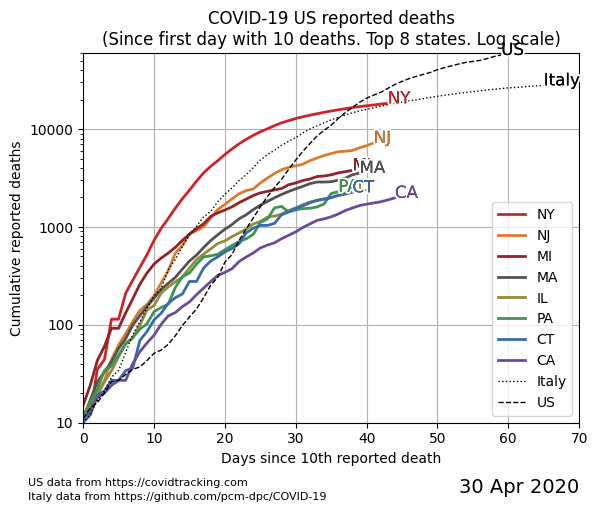 COVID-19 US reported deaths
(Since first day with 10 deaths. Top 8 states. Log scale)
US
Italy
NY
NJ
MA
PA
CT
CA
Cumulative reported deaths
10000
1000
100
10
0
10
20
30
40
50
60
70
Days since 10th reported death
NY
NJ
MI
MA
IL
PA
CT
CA
Italy
US
US data from https://covidtracking.com
Italy data from https://github.com/pcm-dpc/COVID-19
30 Apr 2020